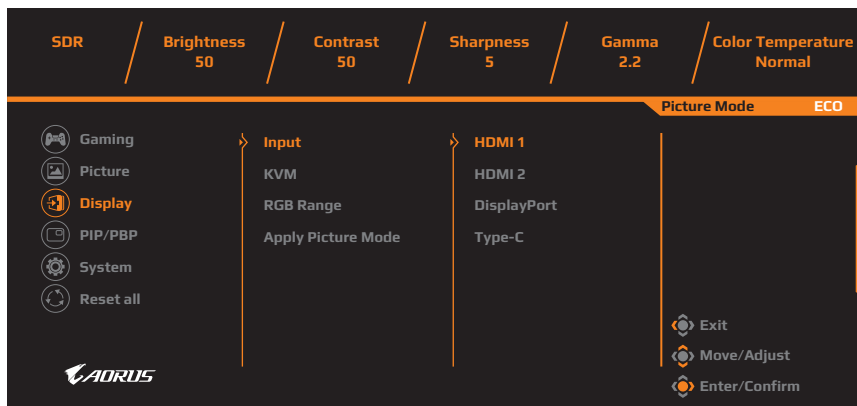 SDR Brightness Contrast Sharpness Gamma Color Temperature
50 50 5 2.2 Normal
Picture Mode ECO
Gaming Input HDMI 1
Picture KVM HDMI 2
Display RGB Range DisplayPort
PIP/PBP Apply Picture Mode Type-C
System
Reset all
Exit
Move/Adjust
AORUS
Enter/Confirm